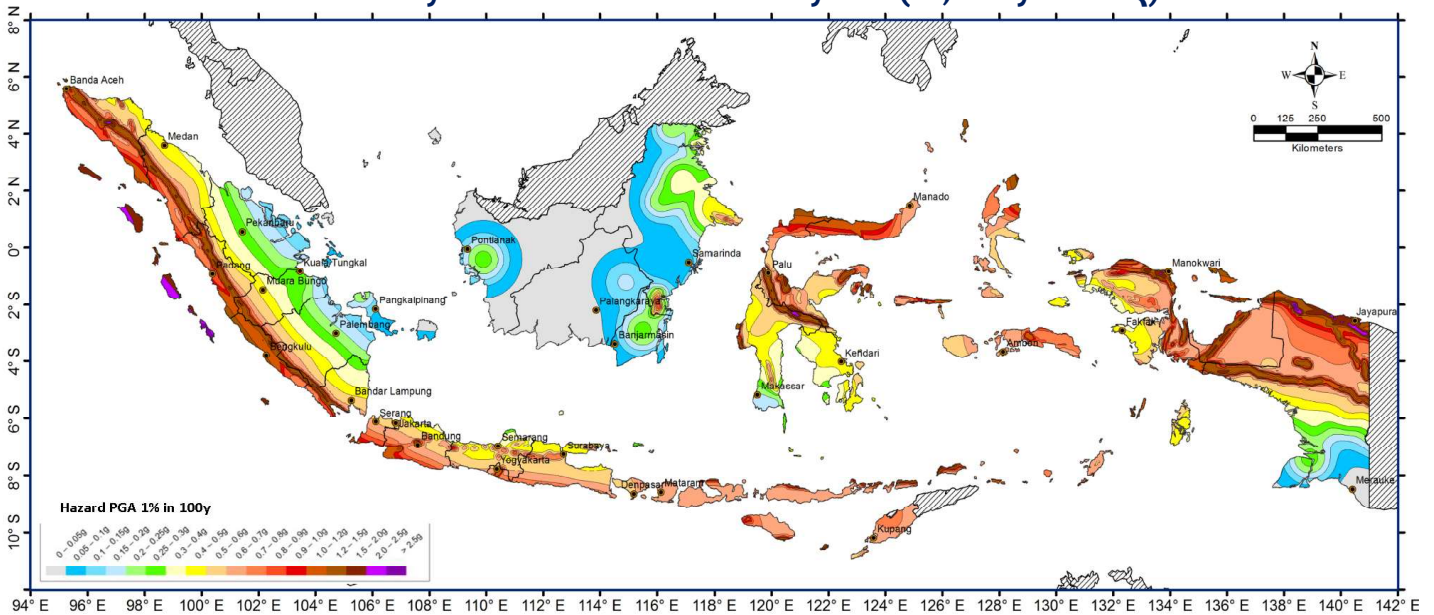 8° N
6° N
4° N
2° N
0°
2° S
4° S
6° S
8° S
10° S
N
W
E
S
0 125 250 500
Kilometers
Banda Aceh
Medan
Pekanbaru
Kuala Tungkal
Padang
Muara Bungo
Pangkalpinang
Palembang
Bengkulu
Bandar Lampung
Serang
Jakarta
Bandung
Semarang
Surabaya
Yogyakarta
Denpasar
Mataram
Kupang
Pontianak
Samarinda
Palangkaraya
Banjarmasin
Palu
Manado
Kendari
Makassar
Ambon
Manokwari
Fakfak
Jayapura
Merauke
Hazard PGA 1% in 100y
0 – 0.05g
0.05 – 0.1g
0.1 – 0.15g
0.15 – 0.2g
0.2 – 0.25g
0.25 – 0.3g
0.3 – 0.4g
0.4 – 0.5g
0.5 – 0.6g
0.6 – 0.7g
0.7 – 0.8g
0.8 – 0.9g
0.9 – 1.0g
1.0 – 1.2g
1.2 – 1.5g
1.5 – 2.0g
2.0 – 2.5g
> 2.5g
94° E 96° E 98° E 100° E 102° E 104° E 106° E 108° E 110° E 112° E 114° E 116° E 118° E 120° E 122° E 124° E 126° E 128° E 130° E 132° E 134° E 136° E 138° E 140° E 142° E